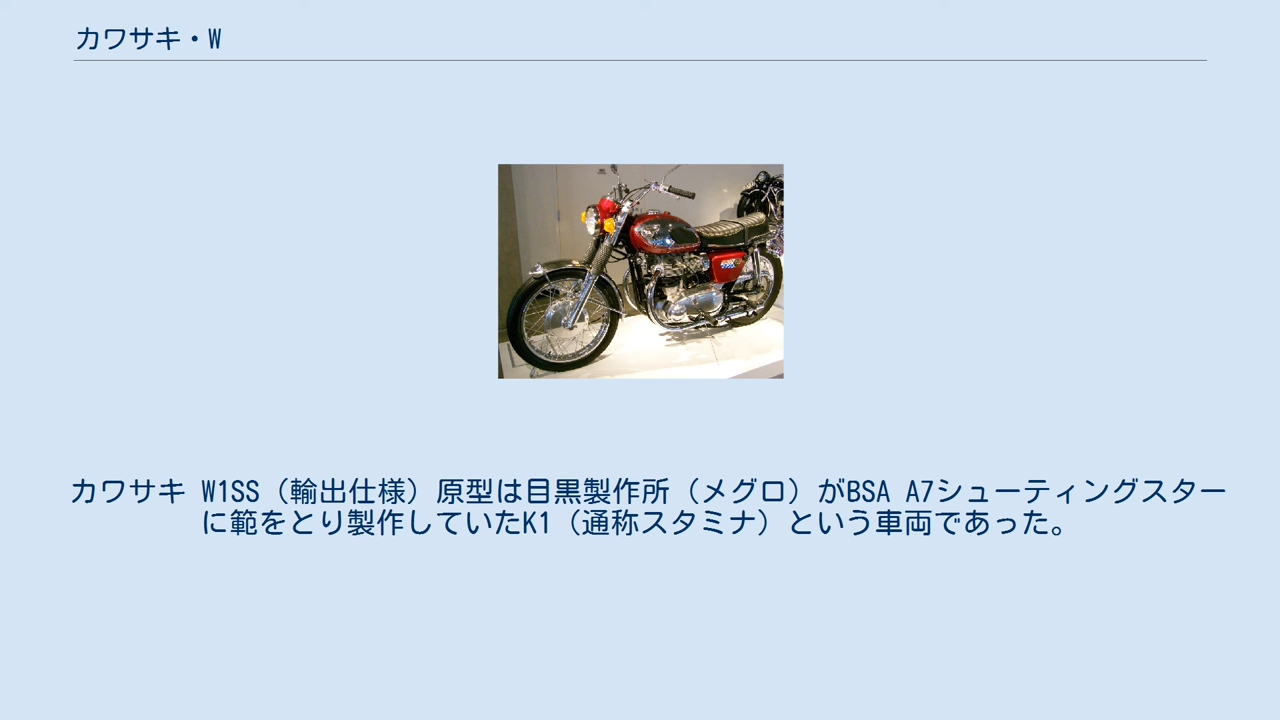 カワサキ・W
カワサキ W1SS（輸出仕様）原型は目黒製作所（メグロ）がBSA A7シューティングスター
に範をとり製作していたK1（通称スタミナ）という車両であった。